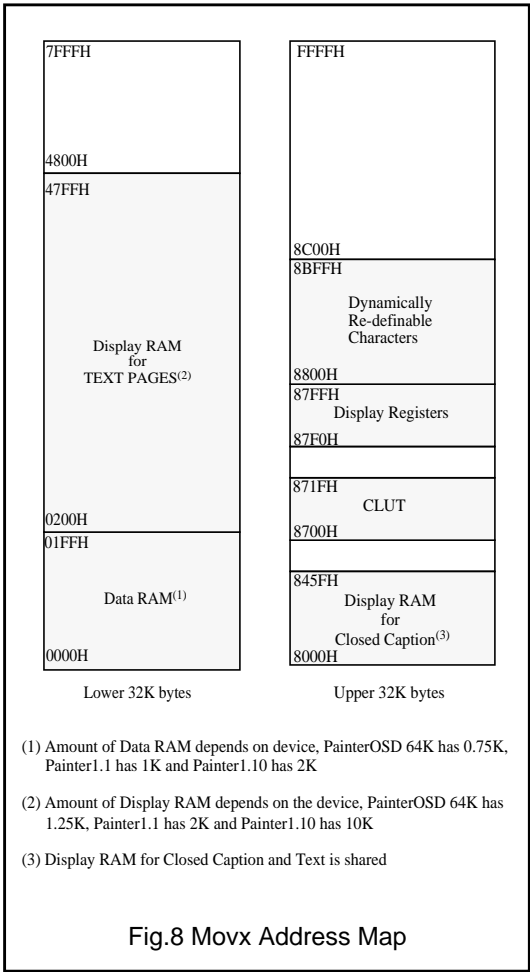 7FFFH
4800H
47FFH
Display RAM
for
TEXT PAGES(2)
0200H
01FFH
Data RAM(1)
0000H
Lower 32K bytes
FFFFH
8C00H
8BFFH
Dynamically
Re-definable
Characters
8800H
87FFH
Display Registers
87F0H
871FH
CLUT
8700H
845FH
Display RAM
for
Closed Caption(3)
8000H
Upper 32K bytes
(1) Amount of Data RAM depends on device, PainterOSD 64K has 0.75K,
Painter1.1 has 1K and Painter1.10 has 2K
(2) Amount of Display RAM depends on the device, PainterOSD 64K has
1.25K, Painter1.1 has 2K and Painter1.10 has 10K
(3) Display RAM for Closed Caption and Text is shared
Fig.8 Movx Address Map